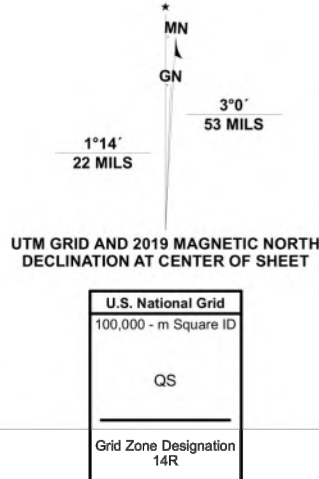 ★
MN
GN
3°0´
53 MILS
1°14´
22 MILS
UTM GRID AND 2019 MAGNETIC NORTH
DECLINATION AT CENTER OF SHEET
U.S. National Grid
100,000 - m Square ID
QS
Grid Zone Designation
14R